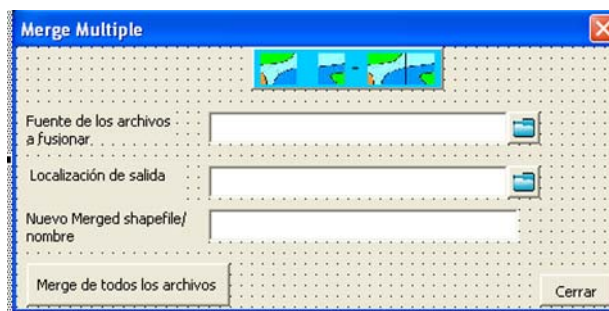 Merge Multiple
Fuente de los archivos
a fusionar
Localización de salida
Nuevo Merged shapefile/
nombre
Merge de todos los archivos
Cerrar